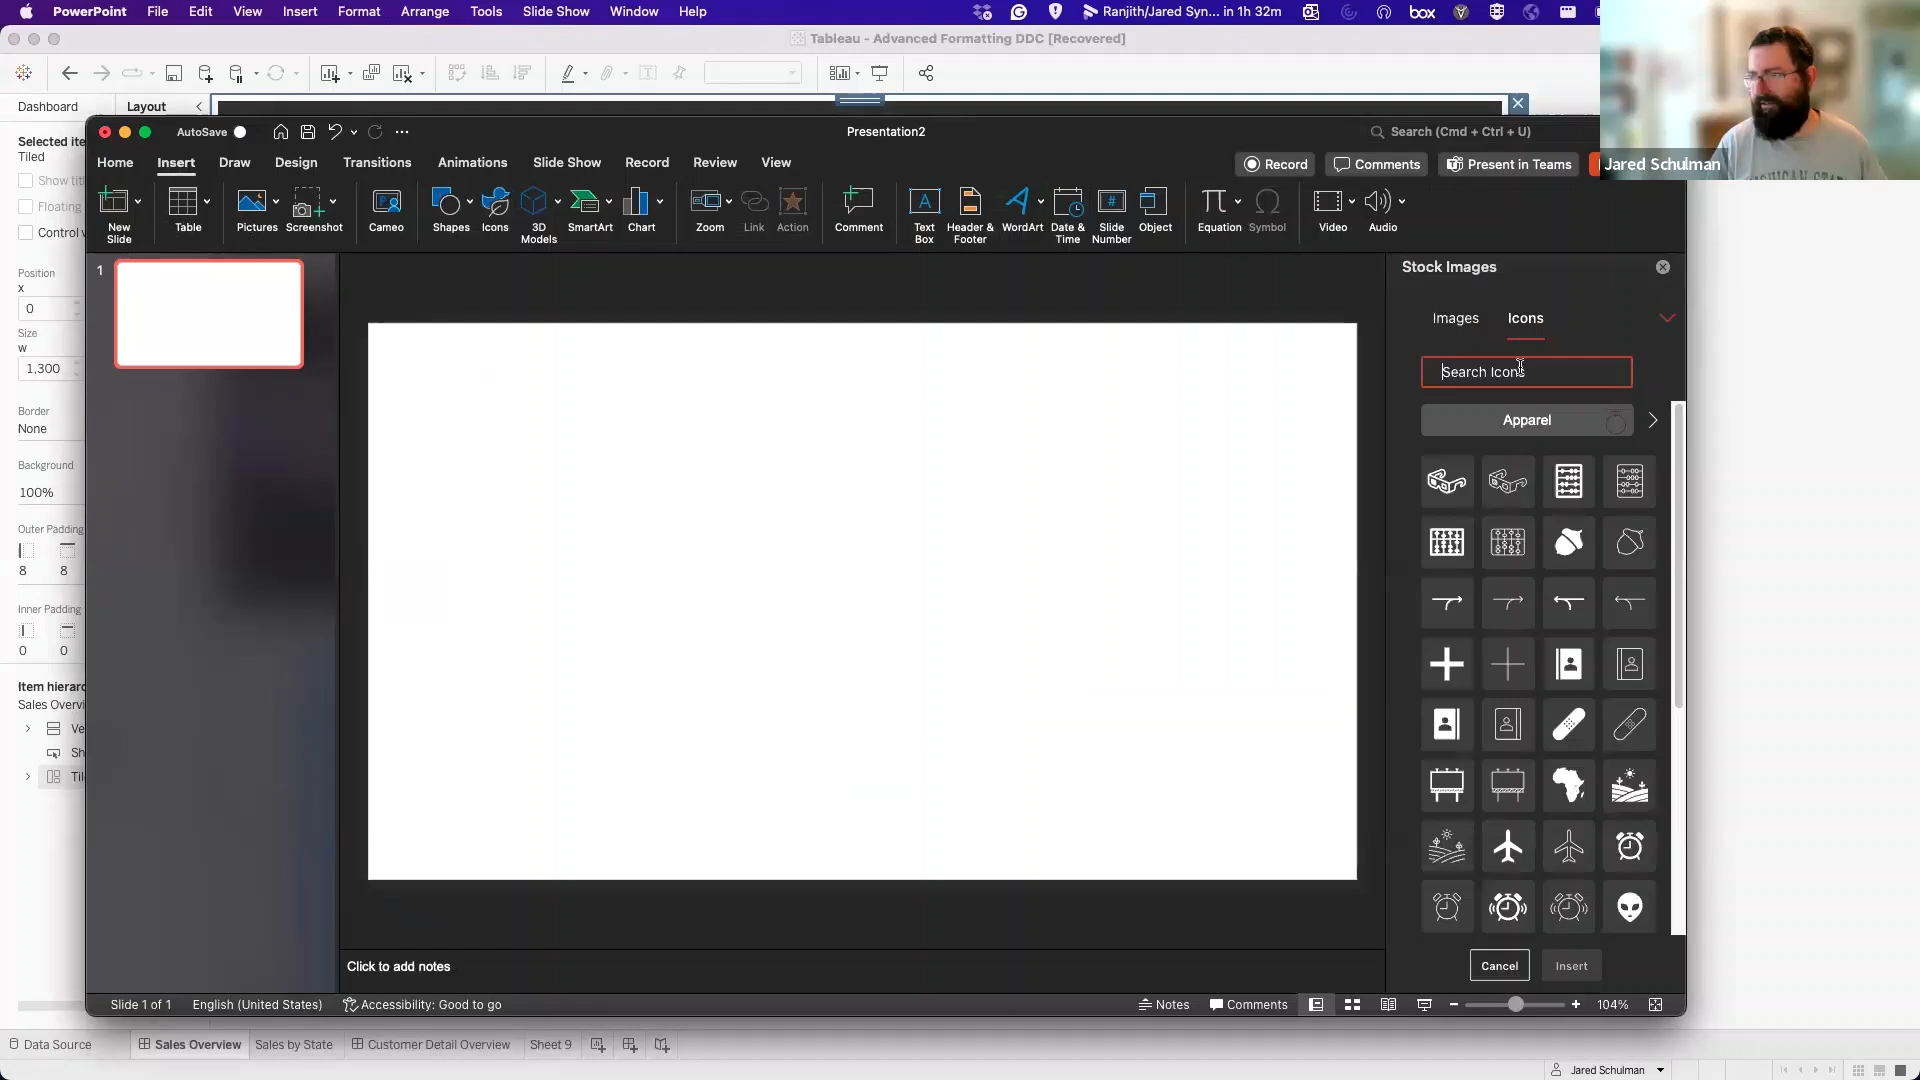 PowerPoint File Edit View Insert Format Arrange Tools Slide Show Window Help
Ranjith/Jared Syn... in 1h 32m
box
Tableau - Advanced Formatting DDC [Recovered]
Dashboard
Layout
Selected ite
Tiled
Show titl
Floating
Control v
Position
x
0
Size
w
1,300
Border
None
Background
100%
Outer Padding
8 8
Inner Padding
0 0
Item hierar
Sales Overvi
Ve
Sh
Til
AutoSave
Presentation2
Search (Cmd + Ctrl + U)
Home Insert Draw Design Transitions Animations Slide Show Record Review View
Record Comments Present in Teams
Jared Schulman
New Slide
Table
Pictures
Screenshot
Cameo
Shapes
Icons
3D Models
SmartArt
Chart
Zoom
Link
Action
Comment
Text Box
Header & Footer
WordArt
Date & Time
Slide Number
Object
Equation
Symbol
Video
Audio
1
Stock Images
Images Icons
Search Icons
Apparel
Cancel Insert
Click to add notes
Slide 1 of 1 English (United States) Accessibility: Good to go
Notes Comments 104%
Data Source Sales Overview Sales by State Customer Detail Overview Sheet 9
Jared Schulman